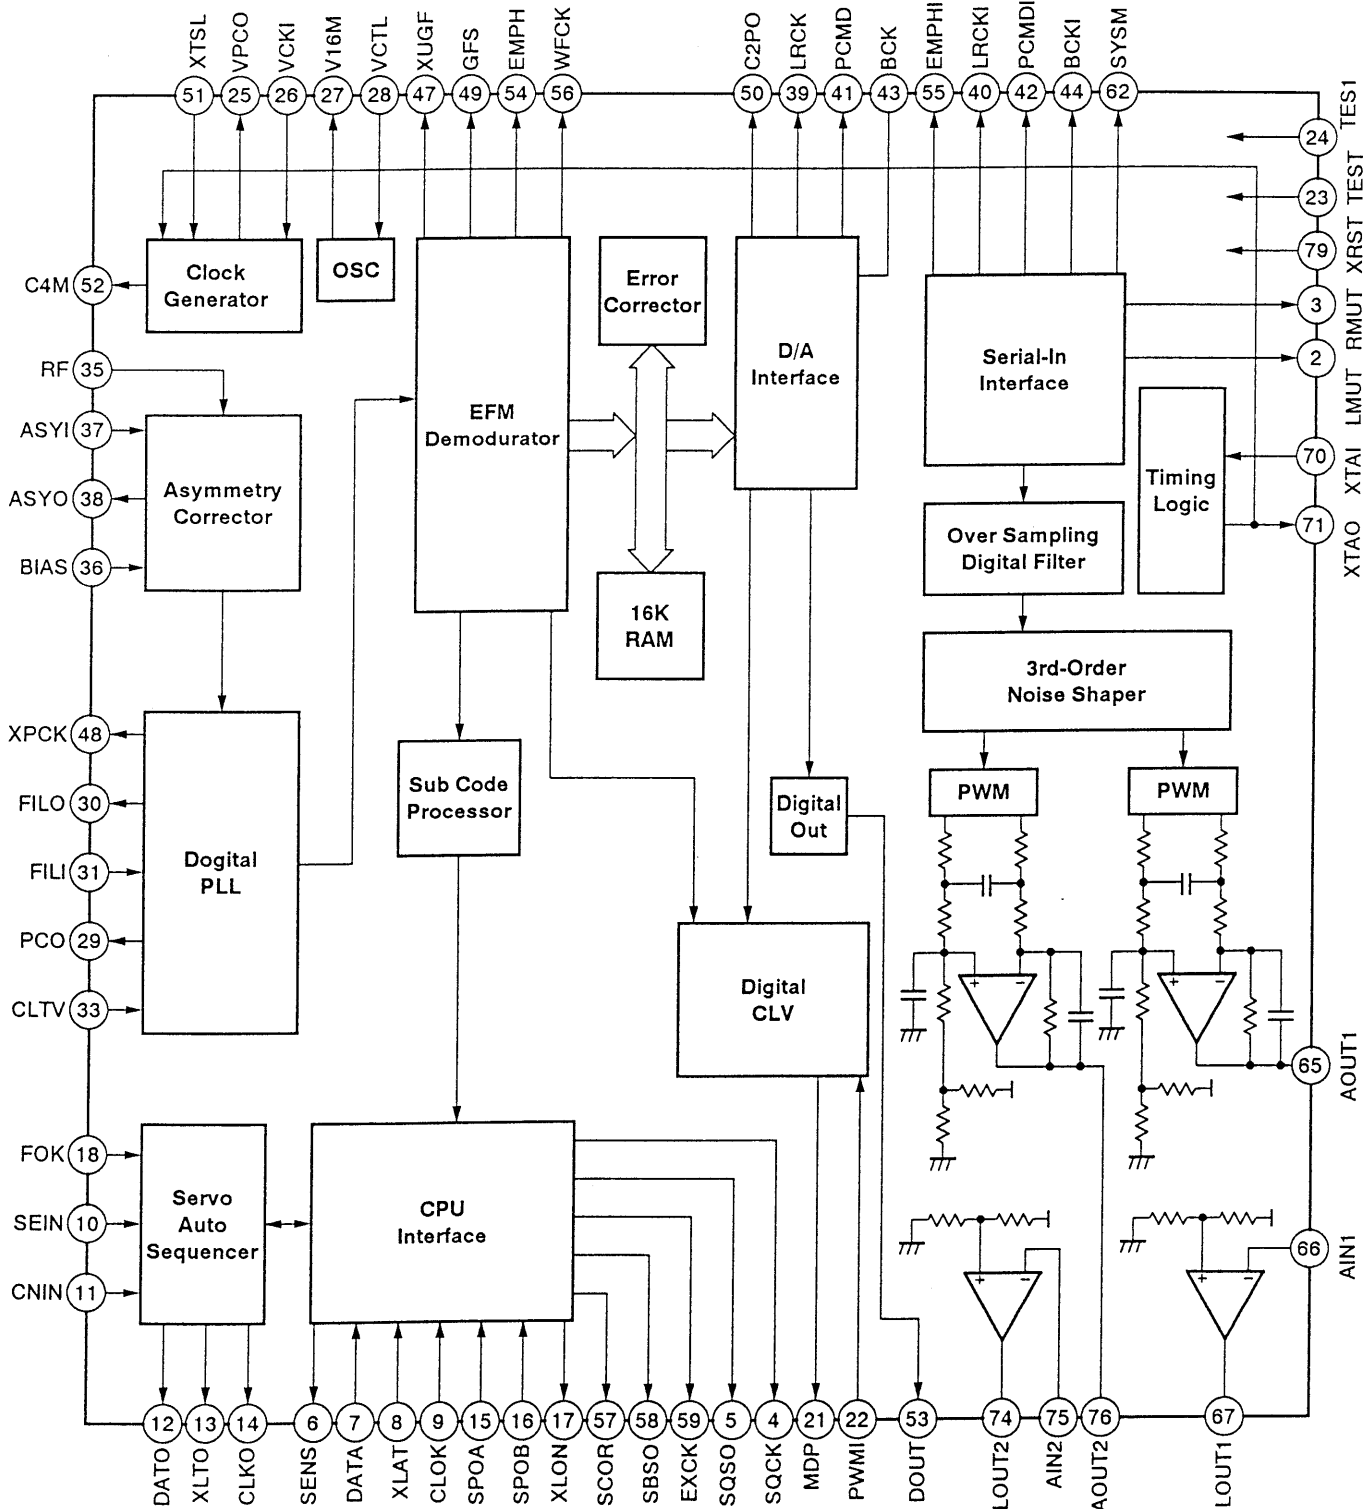 XTSL
VPCO
VCKI
V16M
VCTL
XUGF
GFS
EMPH
WFCK
C2PO
LRCK
PCMD
BCK
EMPHI
LRCKI
PCMDI
BCKI
SYSM
51
25
26
27
28
47
49
54
56
50
39
41
43
55
40
42
44
62
TES1
24
TEST
23
XRST
79
RMUT
3
LMUT
2
XTAI
70
XTAO
71
C4M
52
Clock
Generator
OSC
Error
Corrector
D/A
Interface
Serial-In
Interface
RF
35
ASYI
37
ASYO
38
BIAS
36
Asymmetry
Corrector
EFM
Demodurator
Timing
Logic
Over Sampling
Digital Filter
16K
RAM
3rd-Order
Noise Shaper
XPCK
48
FILO
30
FILI
31
PCO
29
CLTV
33
Dogital
PLL
Sub Code
Processor
Digital
Out
PWM
PWM
Digital
CLV
+
−
+
−
65
AOUT1
FOK
18
SEIN
10
CNIN
11
Servo
Auto
Sequencer
CPU
Interface
+
−
+
−
66
AIN1
12
13
14
6
7
8
9
15
16
17
57
58
59
5
4
21
22
53
74
75
76
67
DATO
XLTO
CLKO
SENS
DATA
XLAT
CLOK
SPOA
SPOB
XLON
SCOR
SBSO
EXCK
SQSO
SQCK
MDP
PWMI
DOUT
LOUT2
AIN2
AOUT2
LOUT1